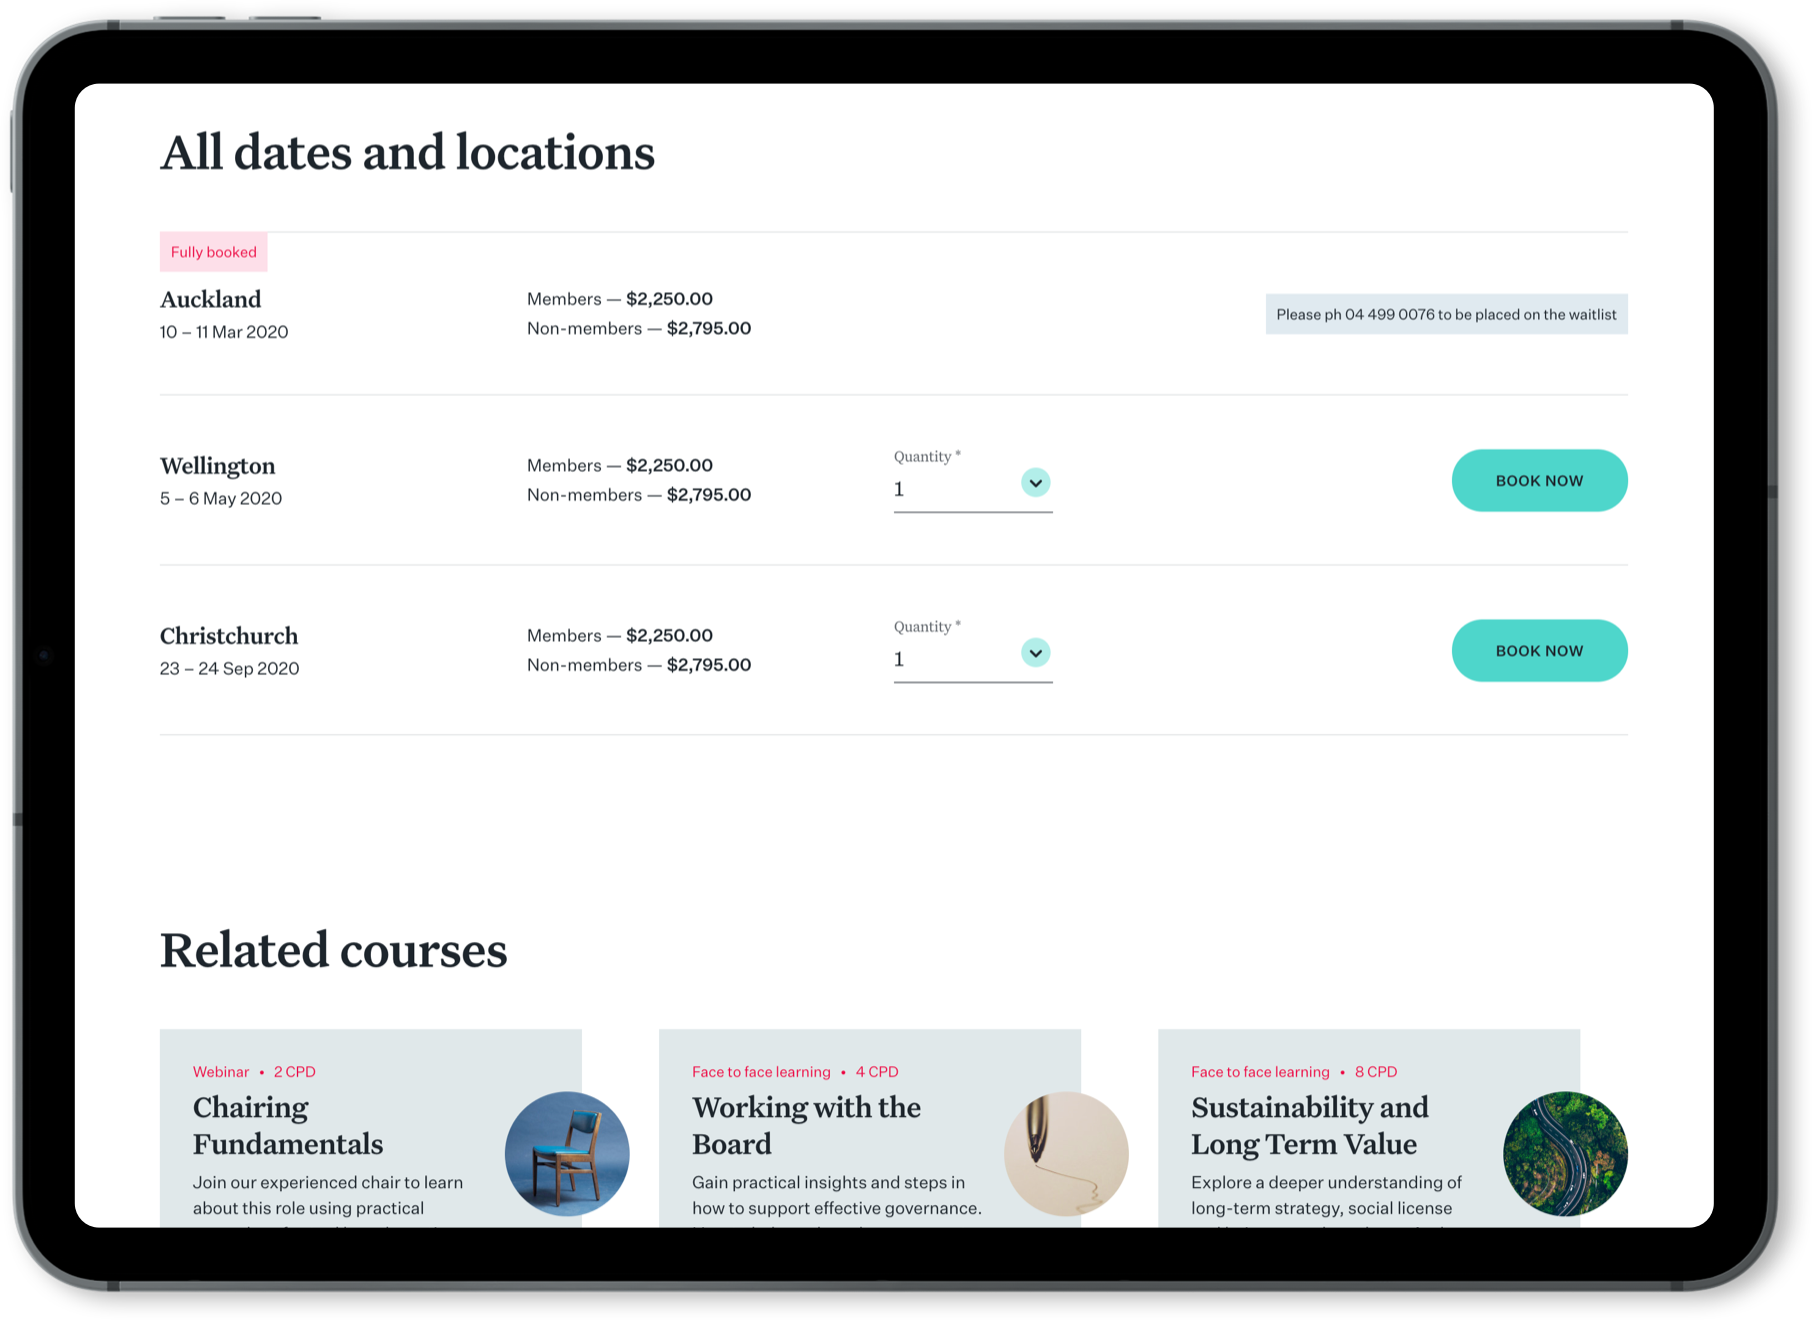 All dates and locations
Fully booked
Auckland
10 – 11 Mar 2020
Members — $2,250.00
Non-members — $2,795.00
Please ph 04 499 0076 to be placed on the waitlist
Wellington
5 – 6 May 2020
Members — $2,250.00
Non-members — $2,795.00
Quantity *
1
BOOK NOW
Christchurch
23 – 24 Sep 2020
Members — $2,250.00
Non-members — $2,795.00
Quantity *
1
BOOK NOW
Related courses
Webinar • 2 CPD
Chairing
Fundamentals
Join our experienced chair to learn
about this role using practical
Face to face learning • 4 CPD
Working with the
Board
Gain practical insights and steps in
how to support effective governance.
Face to face learning • 8 CPD
Sustainability and
Long Term Value
Explore a deeper understanding of
long-term strategy, social license